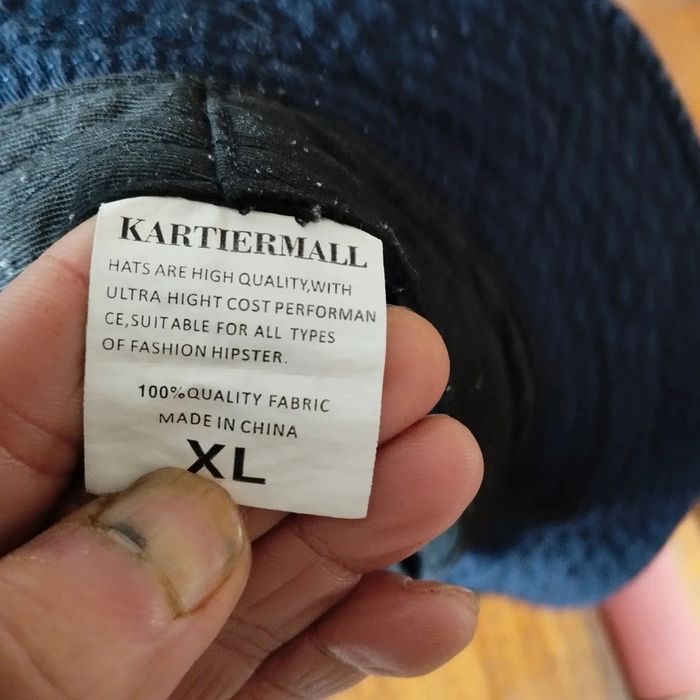 KARTIERMALL
HATS ARE HIGH QUALITY,WITH
ULTRA HIGHT COST PERFORMAN
CE,SUITABLE FOR ALL TYPES
OF FASHION HIPSTER.
100%QUALITY FABRIC
MADE IN CHINA
XL